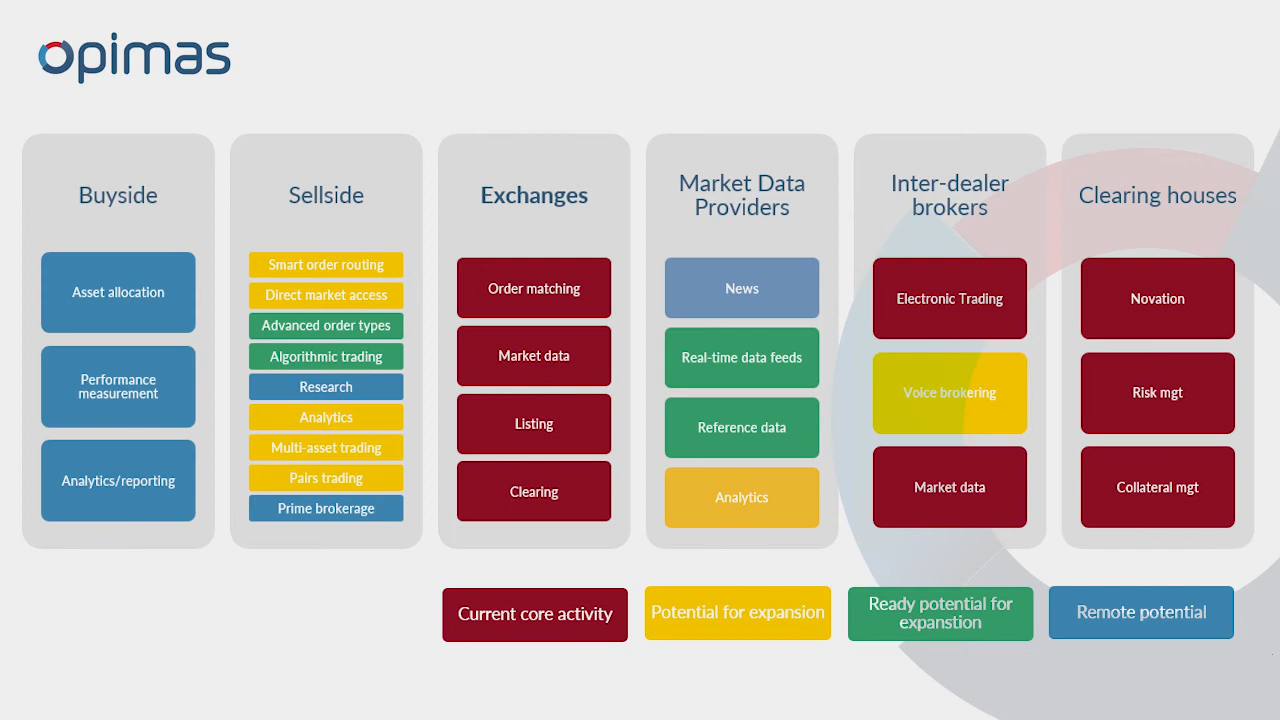 opimas
Buyside
Asset allocation
Performance
measurement
Analytics/reporting
Sellside
Smart order routing
Direct market access
Advanced order types
Algorithmic trading
Research
Analytics
Multi-asset trading
Pairs trading
Prime brokerage
Exchanges
Order matching
Market data
Listing
Clearing
Market Data
Providers
News
Real-time data feeds
Reference data
Analytics
Inter-dealer
brokers
Electronic Trading
Voice brokering
Market data
Clearing houses
Novation
Risk mgt
Collateral mgt
Current core activity
Potential for expansion
Ready potential for
expanstion
Remote potential